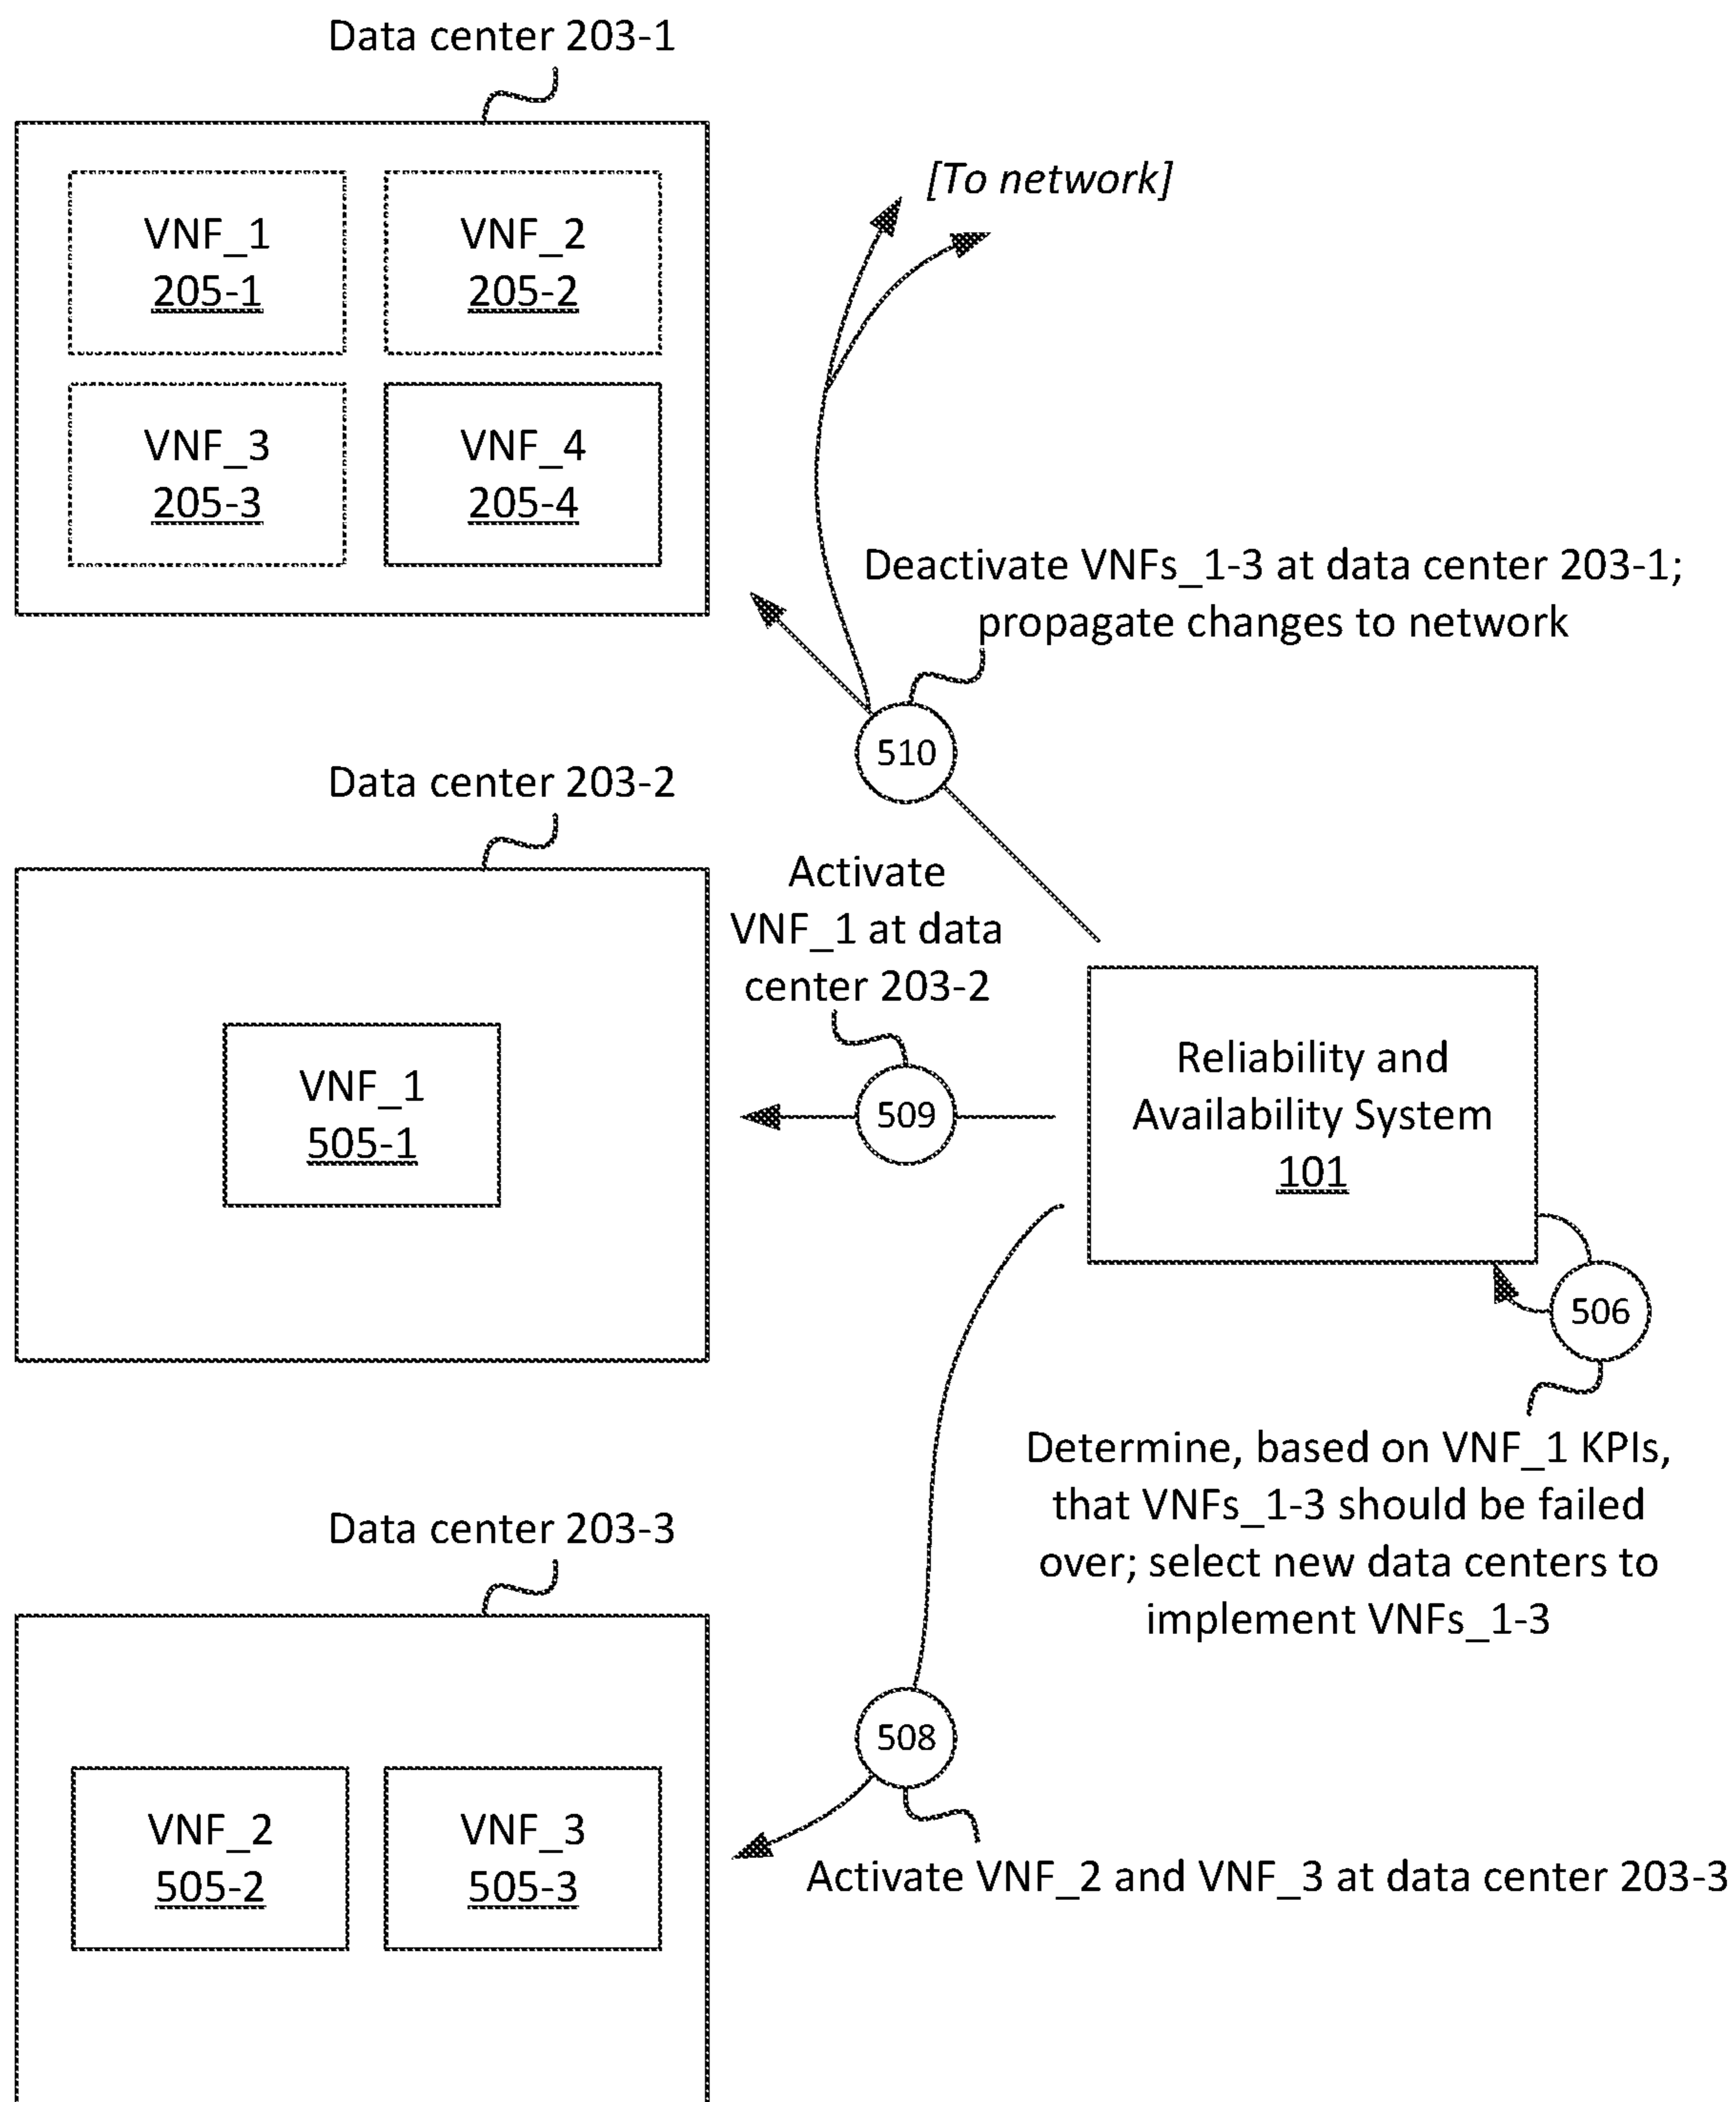 Data center 203-1
VNF_1
205-1
VNF_2
205-2
VNF_3
205-3
VNF_4
205-4
[To network]
Deactivate VNFs_1-3 at data center 203-1;
propagate changes to network
510
Data center 203-2
VNF_1
505-1
Activate
VNF_1 at data
center 203-2
509
Reliability and
Availability System
101
506
Determine, based on VNF_1 KPIs,
that VNFs_1-3 should be failed
over; select new data centers to
implement VNFs_1-3
Data center 203-3
VNF_2
505-2
VNF_3
505-3
508
Activate VNF_2 and VNF_3 at data center 203-3